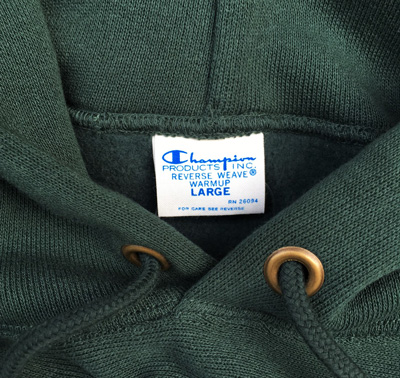 Champion
PRODUCTS INC.
REVERSE WEAVE®
WARMUP
LARGE
RN 26094
FOR CARE SEE REVERSE